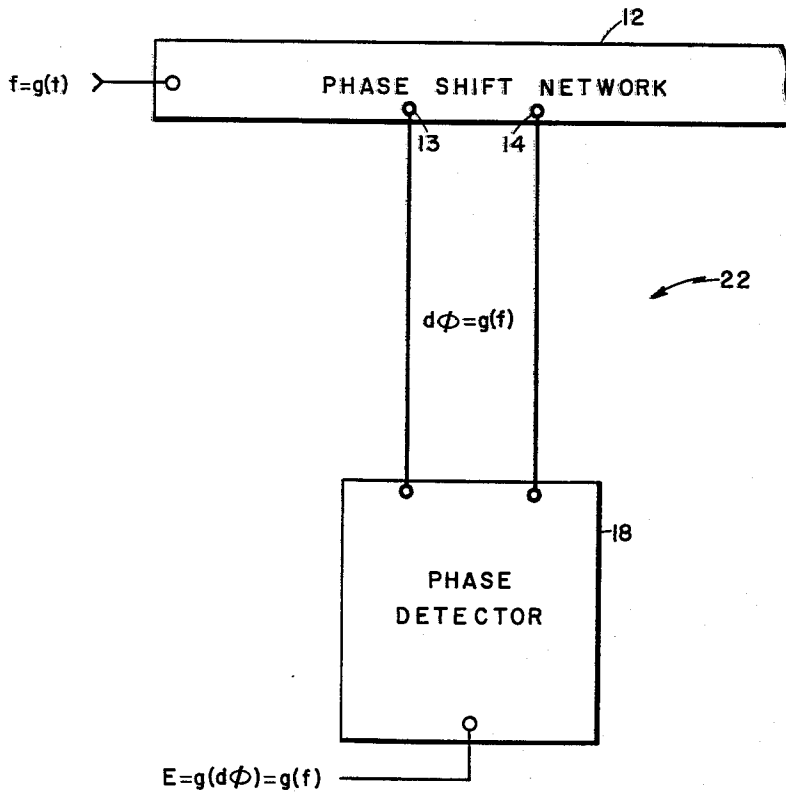 12
f=g(t)
PHASE SHIFT NETWORK
13
14
22
dϕ=g(f)
18
PHASE
DETECTOR
E=g(dϕ)=g(f)